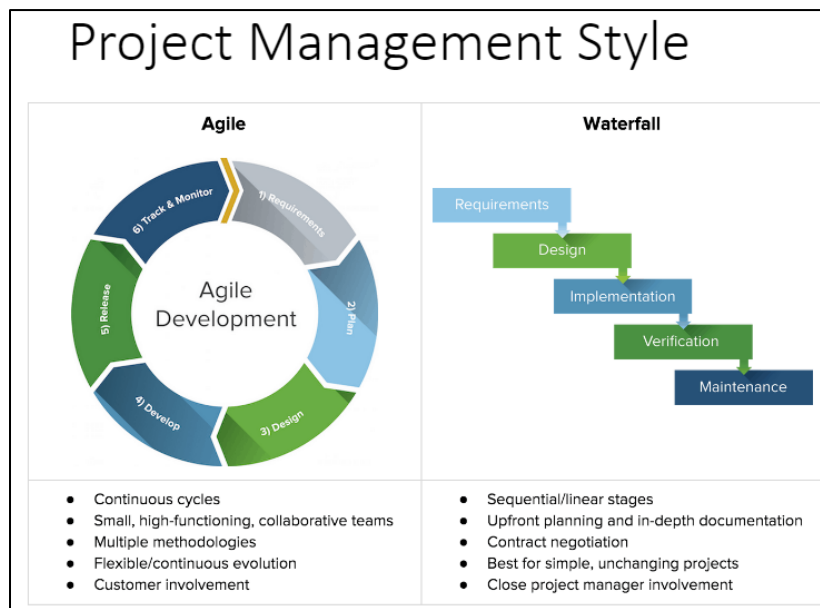 Project Management Style
Agile
1) Requirements
2) Plan
3) Design
4) Develop
5) Release
6) Track & Monitor
Agile
Development
● Continuous cycles
● Small, high-functioning, collaborative teams
● Multiple methodologies
● Flexible/continuous evolution
● Customer involvement
Waterfall
Requirements
Design
Implementation
Verification
Maintenance
● Sequential/linear stages
● Upfront planning and in-depth documentation
● Contract negotiation
● Best for simple, unchanging projects
● Close project manager involvement